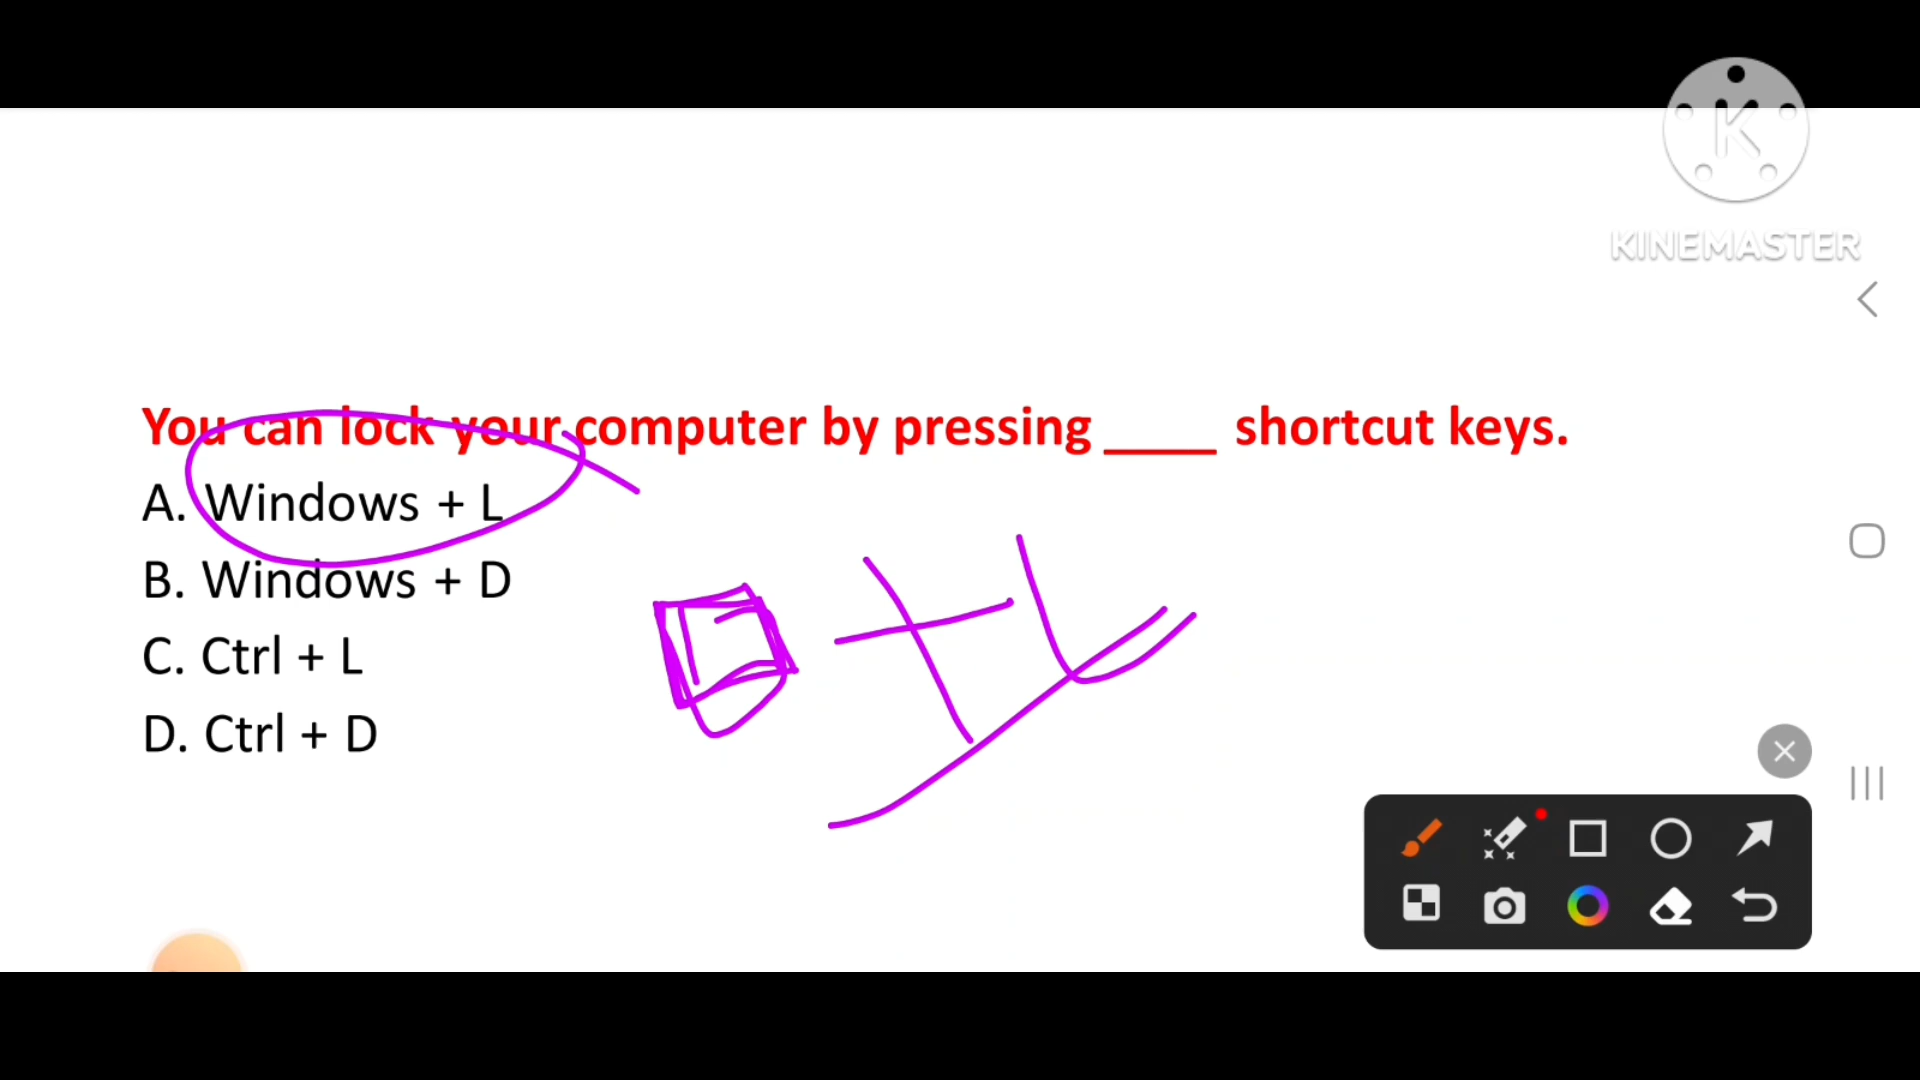 K
KINEMASTER
You can lock your computer by pressing ____ shortcut keys.
A. Windows + L
B. Windows + D
C. Ctrl + L
D. Ctrl + D
+ L